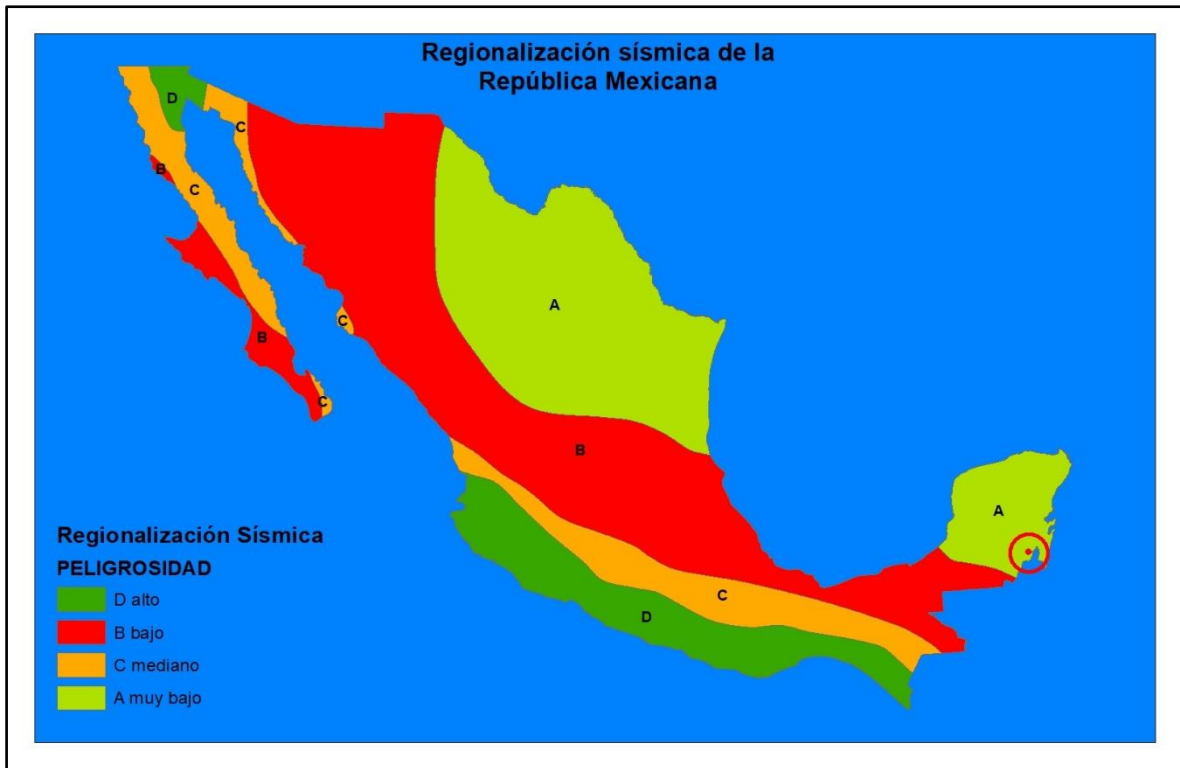 Regionalización sísmica de la
República Mexicana
D
C
B
C
A
C
B
C
B
A
C
D
Regionalización Sísmica
PELIGROSIDAD
D alto
B bajo
C mediano
A muy bajo